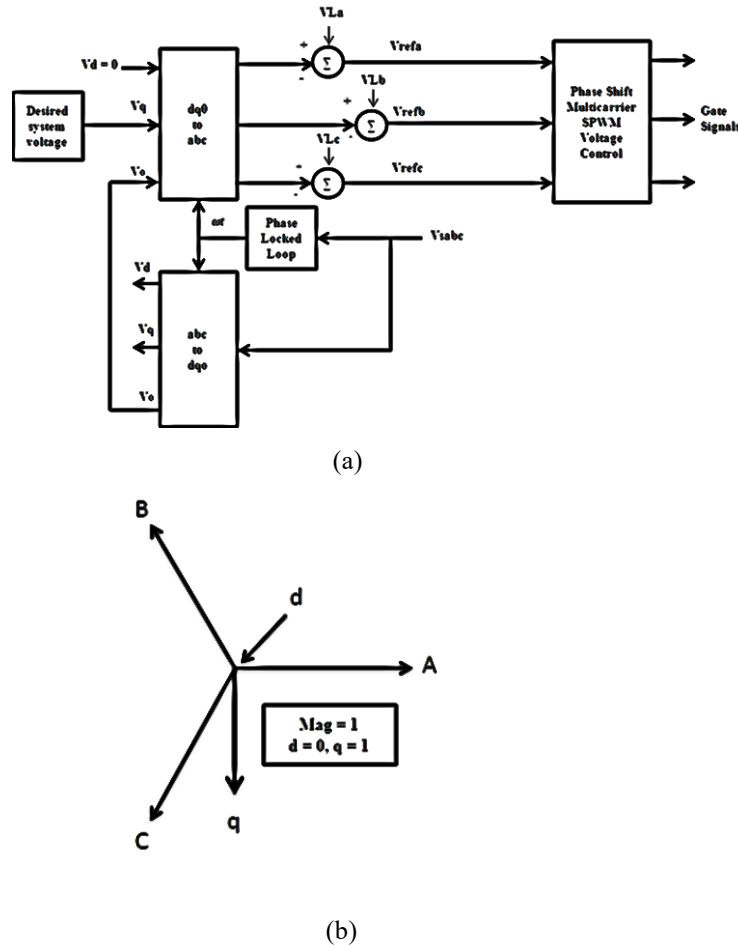 VLa
+
Vd = 0
-
Σ
Vrefa
Desired
system
voltage
Vq
dq0
to
abc
VLb
+
-
Σ
Vrefb
Phase Shift
Multicarrier
SPWM
Voltage
Control
Gate
Signals
Vo
VLc
+
-
Σ
Vrefc
ωt
Phase
Locked
Loop
Vsabc
Vd
Vq
Vo
abc
to
dqo
(a)
B
d
A
Mag = 1
d = 0, q = 1
C
q
(b)